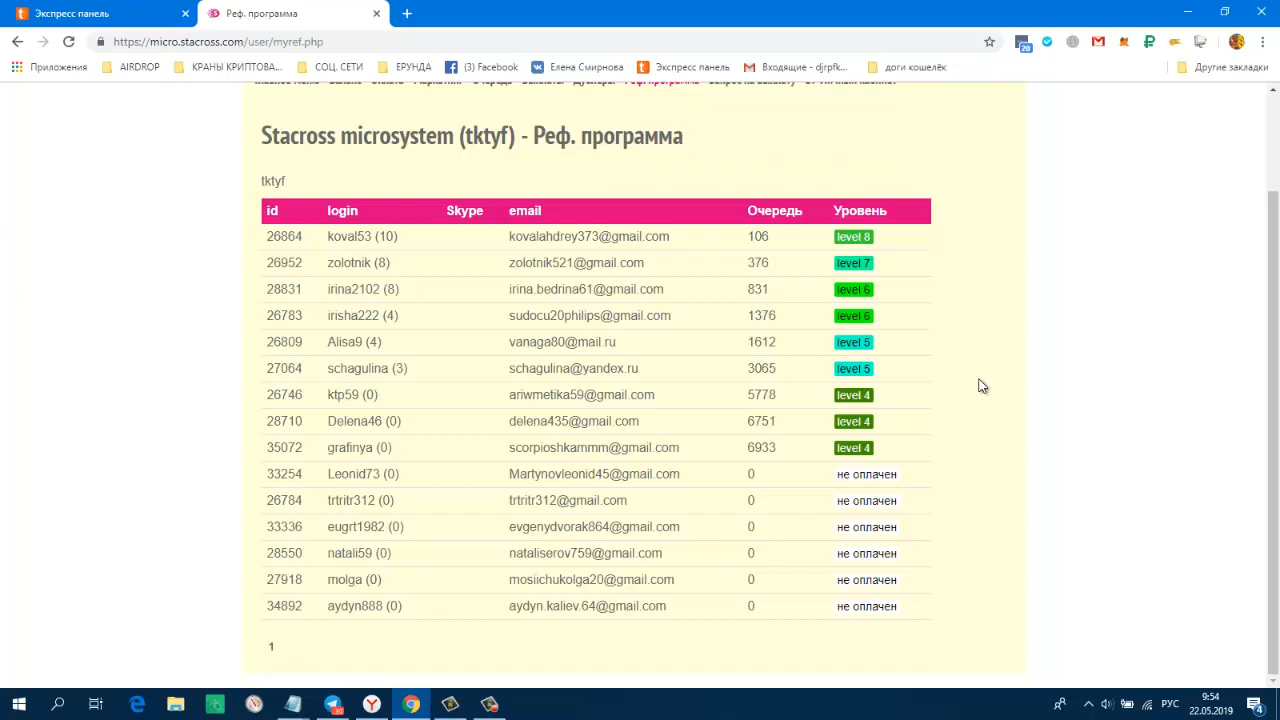 Экспресс панель
Реф. программа
https://micro.stacross.com/user/myref.php
20
Приложения AIRDROP КРАНЫ КРИПТОВА... СОЦ. СЕТИ ЕРУНДА (3) Facebook Елена Смирнова Экспресс панель Входящие - djrpfk... доги кошелёк Другие закладки
Stacross microsystem (tktyf) - Реф. программа
tktyf
id login Skype email Очередь Уровень
26864 koval53 (10) kovalahdrey373@gmail.com 106 level 8
26952 zolotnik (8) zolotnik521@gmail.com 376 level 7
28831 irina2102 (8) irina.bedrina61@gmail.com 831 level 6
26783 irisha222 (4) sudocu20philips@gmail.com 1376 level 6
26809 Alisa9 (4) vanaga80@mail.ru 1612 level 5
27064 schagulina (3) schagulina@yandex.ru 3065 level 5
26746 ktp59 (0) ariwmetika59@gmail.com 5778 level 4
28710 Delena46 (0) delena435@gmail.com 6751 level 4
35072 grafinya (0) scorpioshkammm@gmail.com 6933 level 4
33254 Leonid73 (0) Martynovleonid45@gmail.com 0 не оплачен
26784 trtritr312 (0) trtritr312@gmail.com 0 не оплачен
33336 eugrt1982 (0) evgenydvorak864@gmail.com 0 не оплачен
28550 natali59 (0) nataliserov759@gmail.com 0 не оплачен
27918 molga (0) mosiichukolga20@gmail.com 0 не оплачен
34892 aydyn888 (0) aydyn.kaliev.64@gmail.com 0 не оплачен
1
РУС
9:54
22.05.2019
4